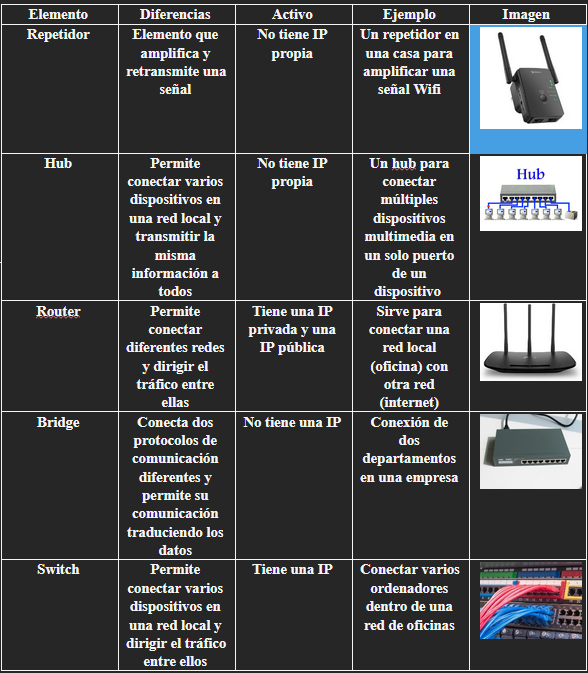 Elemento Diferencias Activo Ejemplo Imagen
Repetidor
Elemento que
amplifica y
retransmite una
señal
No tiene IP
propia
Un repetidor en
una casa para
amplificar una
señal Wifi
Hub
Permite
conectar varios
dispositivos en
una red local y
transmitir la
misma
información a
todos
No tiene IP
propia
Un hub para
conectar
múltiples
dispositivos
multimedia en
un solo puerto
de un
dispositivo
Hub
Router
Permite
conectar
diferentes redes
y dirigir el
tráfico entre
ellas
Tiene una IP
privada y una
IP pública
Sirve para
conectar una
red local
(oficina) con
otra red
(internet)
Bridge
Conecta dos
protocolos de
comunicación
diferentes y
permite su
comunicación
traduciendo los
datos
No tiene una IP
Conexión de
dos
departamentos
en una empresa
Switch
Permite
conectar varios
dispositivos en
una red local y
dirigir el tráfico
entre ellos
Tiene una IP
Conectar varios
ordenadores
dentro de una
red de oficinas